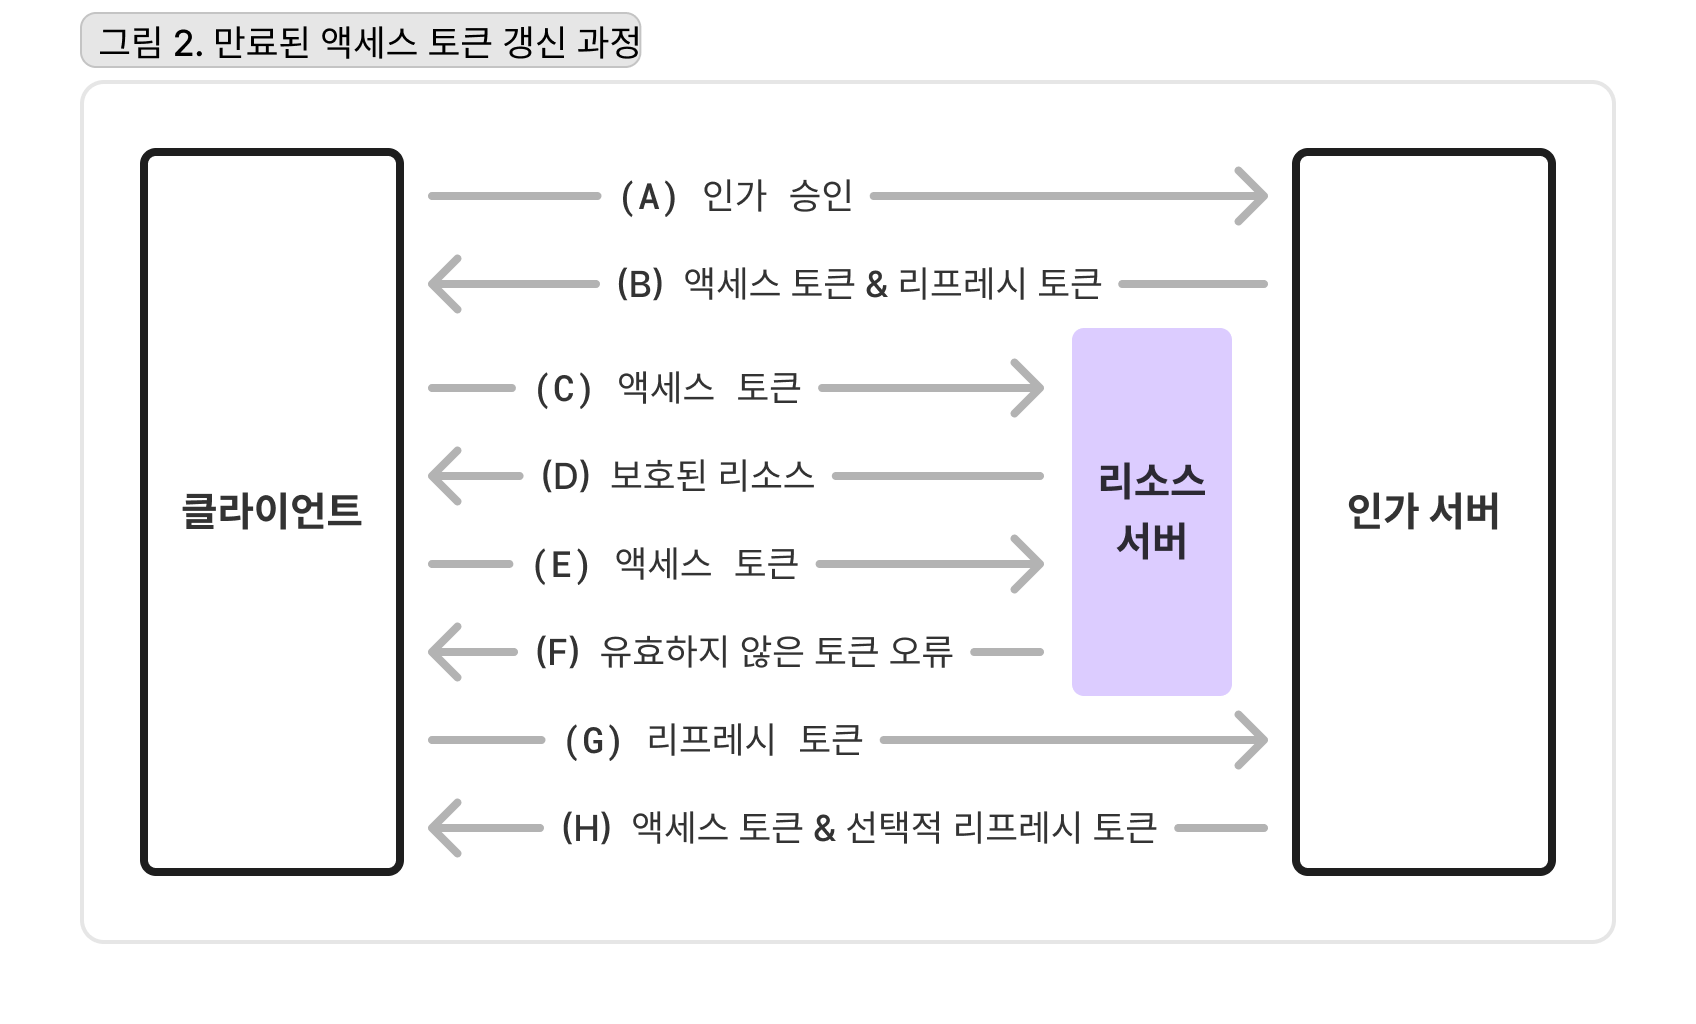 그림 2. 만료된 액세스 토큰 갱신 과정
(A) 인가 승인
(B) 액세스 토큰 & 리프레시 토큰
(C) 액세스 토큰
(D) 보호된 리소스
리소스
서버
클라이언트
인가 서버
(E) 액세스 토큰
(F) 유효하지 않은 토큰 오류
(G) 리프레시 토큰
(H) 액세스 토큰 & 선택적 리프레시 토큰